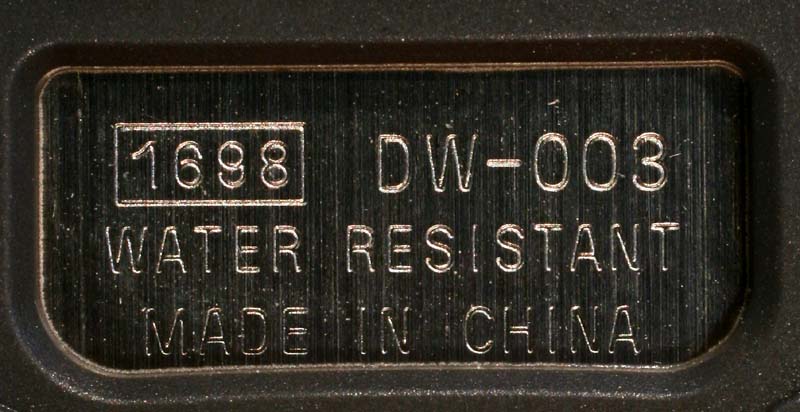 1698 DW-003
WATER RESISTANT
MADE IN CHINA